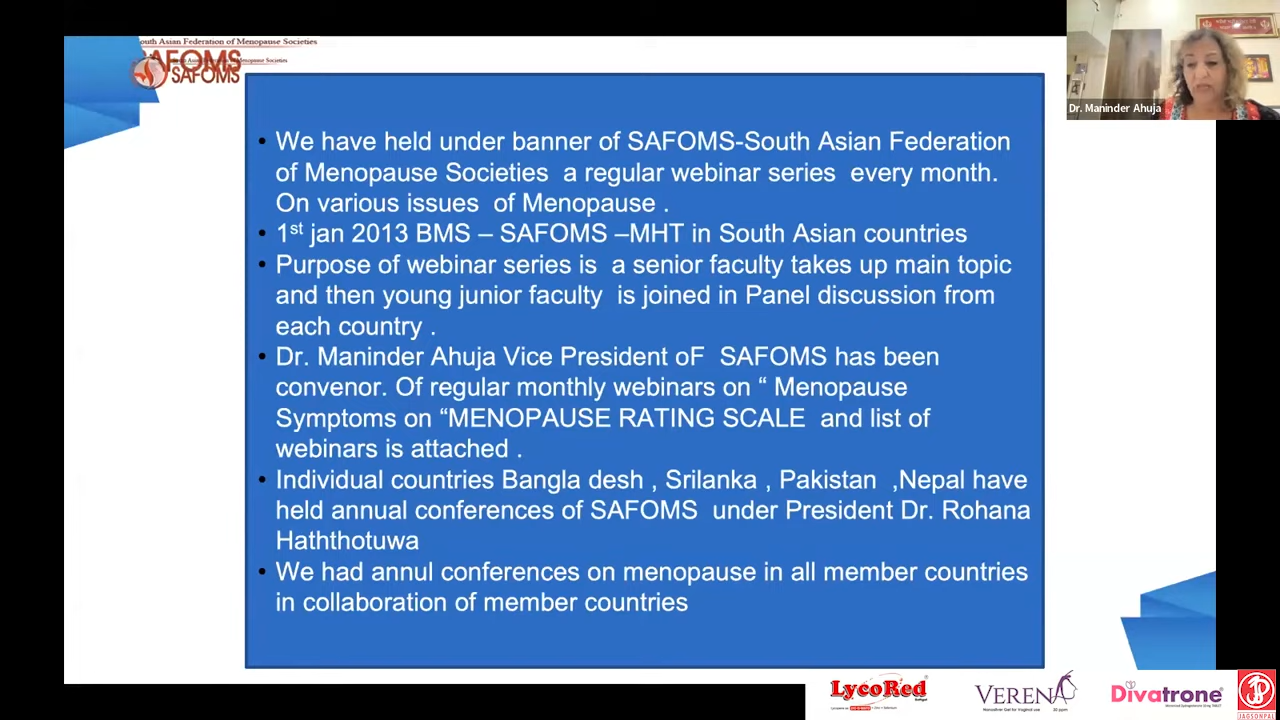 South Asian Federation of Menopause Societies
SAFOMS
SAFOMS
We have held under banner of SAFOMS-South Asian Federation
of Menopause Societies a regular webinar series every month.
On various issues of Menopause .
1st jan 2013 BMS – SAFOMS –MHT in South Asian countries
Purpose of webinar series is a senior faculty takes up main topic
and then young junior faculty is joined in Panel discussion from
each country .
Dr. Maninder Ahuja Vice President oF SAFOMS has been
convenor. Of regular monthly webinars on “ Menopause
Symptoms on “MENOPAUSE RATING SCALE and list of
webinars is attached .
Individual countries Bangla desh , Srilanka , Pakistan ,Nepal have
held annual conferences of SAFOMS under President Dr. Rohana
Haththotuwa
We had annul conferences on menopause in all member countries
in collaboration of member countries
Dr. Maninder Ahuja
LycoRed
VERENA
Divatrone
JAGSONPAL